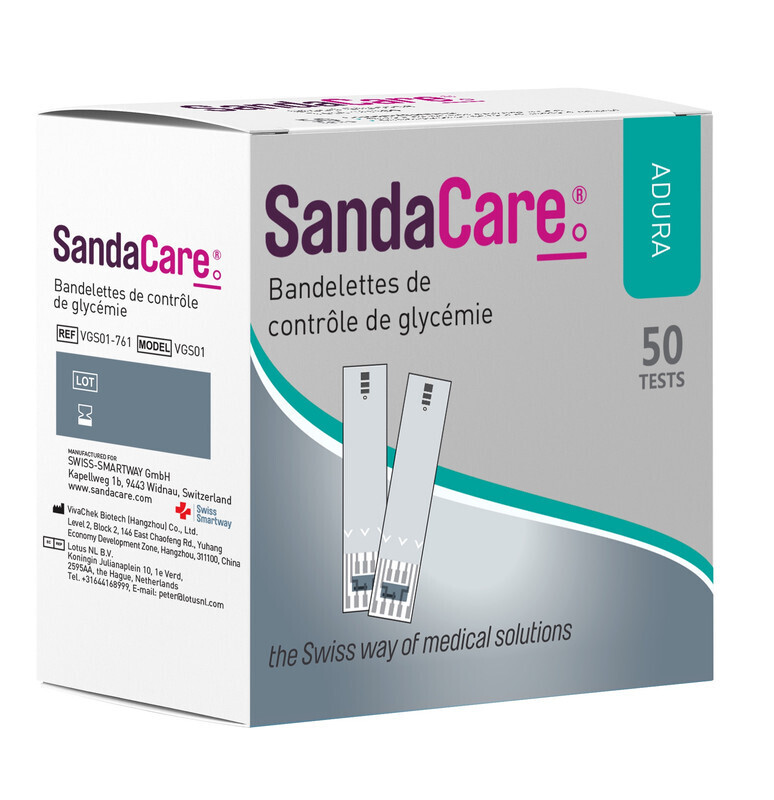 SandaCare®
SandaCare®
Bandelettes de
contrôle de glycémie
ADURA
50
TESTS
the Swiss way of medical solutions
SandaCare®
Bandelettes de contrôle
de glycémie
REF VGS01-761 MODEL VGS01
LOT
MANUFACTURED FOR
SWISS-SMARTWAY GmbH
Kapellweg 1b, 9443 Widnau, Switzerland
www.sandacare.com
Swiss
Smartway
VivaChek Biotech (Hangzhou) Co., Ltd.
Level 2, Block 2, 146 East Chaofeng Rd., Yuhang
Economy Development Zone, Hangzhou, 311100, China
EC REP
Lotus NL B.V.
Koningin Julianaplein 10, 1e Verd,
2595AA, the Hague, Netherlands
Tel. +31644168999, E-mail: peter@lotusnl.com